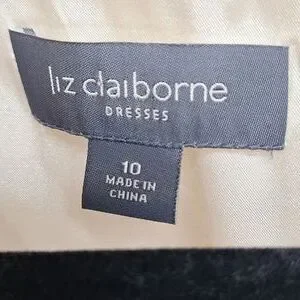 liz claiborne
DRESSES
10
MADE IN
CHINA